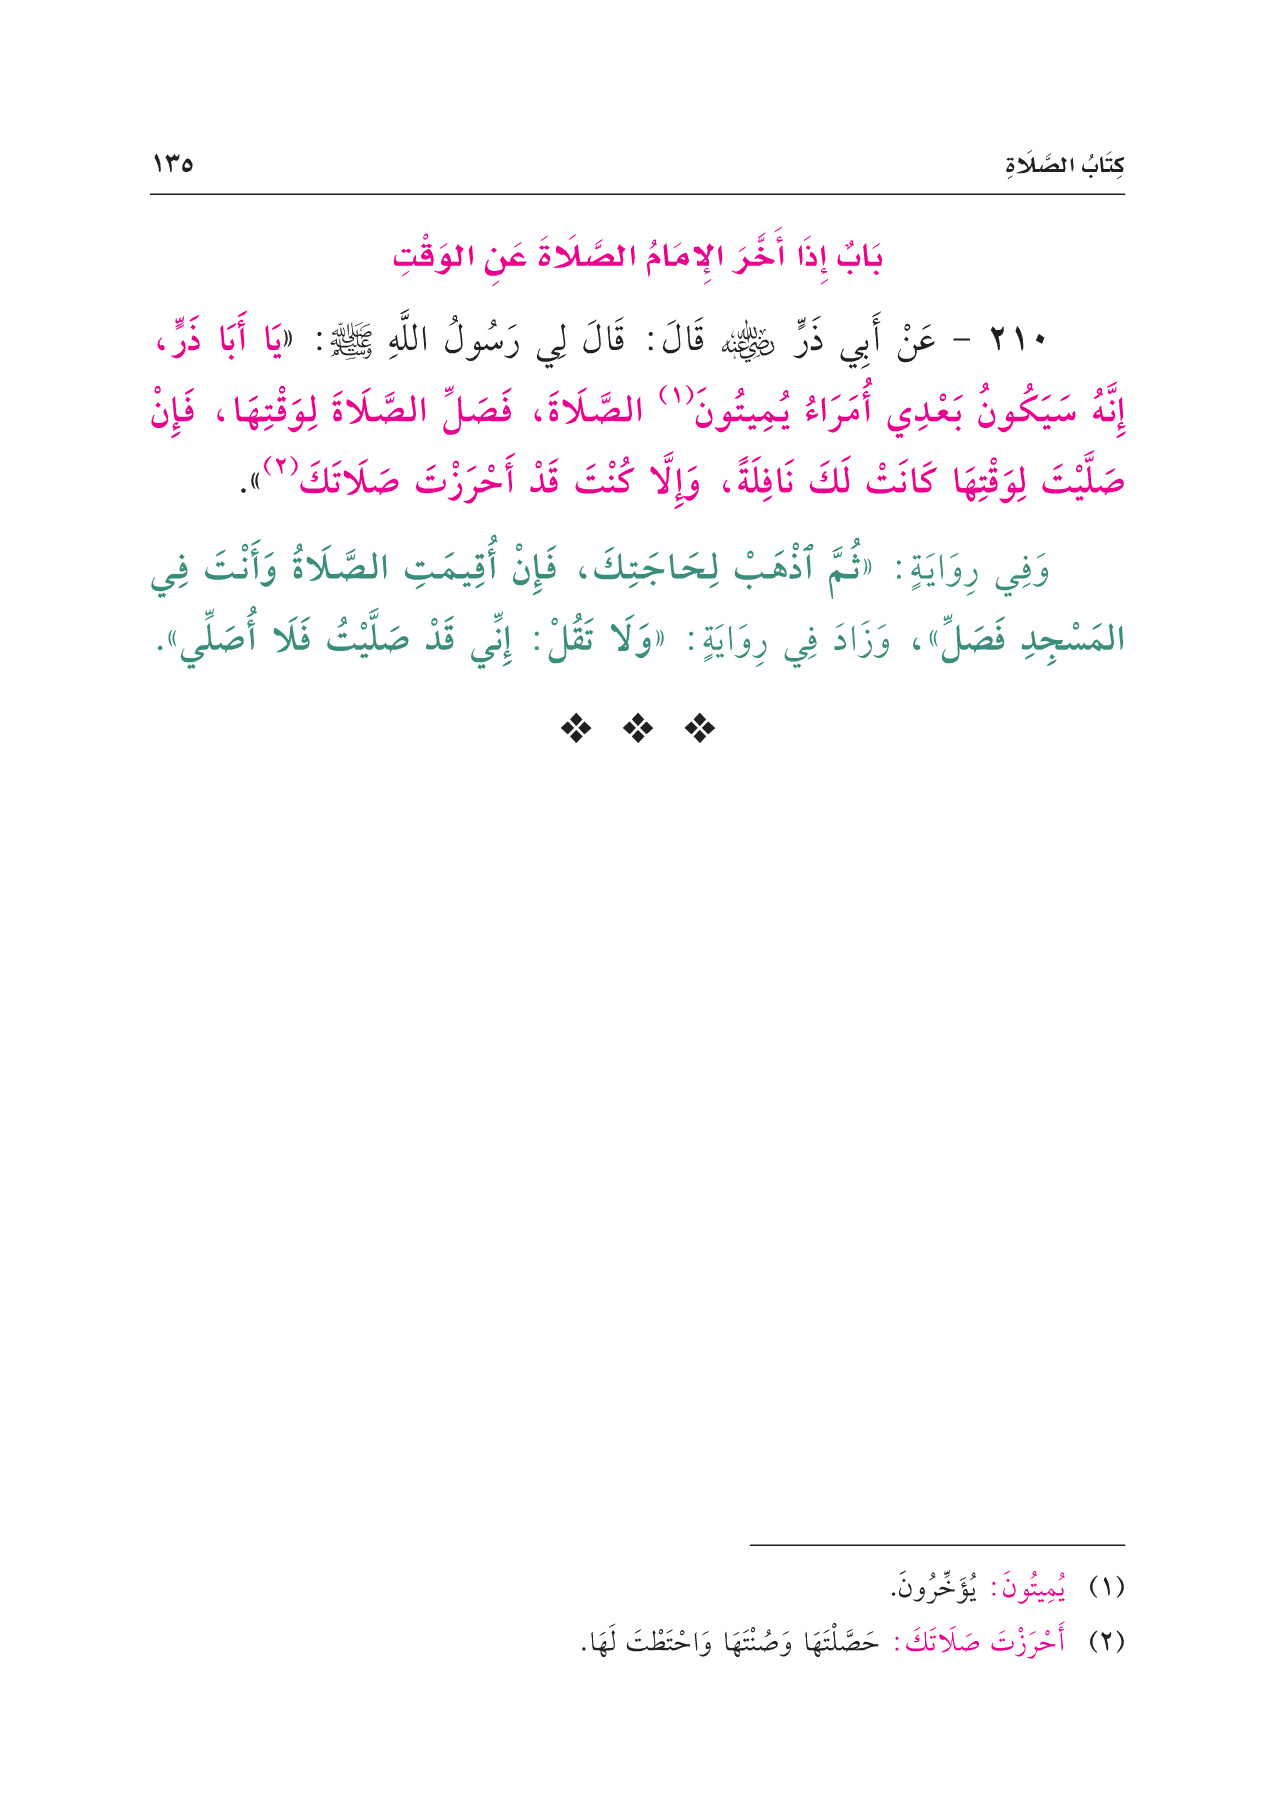 كِتَابُ الصَّلَاةِ ١٣٥
بَابٌ إِذَا أَخَّرَ الإِمَامُ الصَّلَاةَ عَنِ الوَقْتِ
٢١٠ - عَنْ أَبِي ذَرٍّ رضي الله عنه قَالَ: قَالَ لِي رَسُولُ اللَّهِ ﷺ: «يَا أَبَا ذَرٍّ،
إِنَّهُ سَيَكُونُ بَعْدِي أُمَرَاءُ يُمِيتُونَ(١) الصَّلَاةَ، فَصَلِّ الصَّلَاةَ لِوَقْتِهَا، فَإِنْ
صَلَّيْتَ لِوَقْتِهَا كَانَتْ لَكَ نَافِلَةً، وَإِلَّا كُنْتَ قَدْ أَحْرَزْتَ صَلَاتَكَ(٢)».
وَفِي رِوَايَةٍ: «ثُمَّ ٱذْهَبْ لِحَاجَتِكَ، فَإِنْ أُقِيمَتِ الصَّلَاةُ وَأَنْتَ فِي
المَسْجِدِ فَصَلِّ»، وَزَادَ فِي رِوَايَةٍ: «وَلَا تَقُلْ: إِنِّي قَدْ صَلَّيْتُ فَلَا أُصَلِّي».
(١) يُمِيتُونَ: يُؤَخِّرُونَ.
(٢) أَحْرَزْتَ صَلَاتَكَ: حَصَّلْتَهَا وَصُنْتَهَا وَاحْتَطْتَ لَهَا.